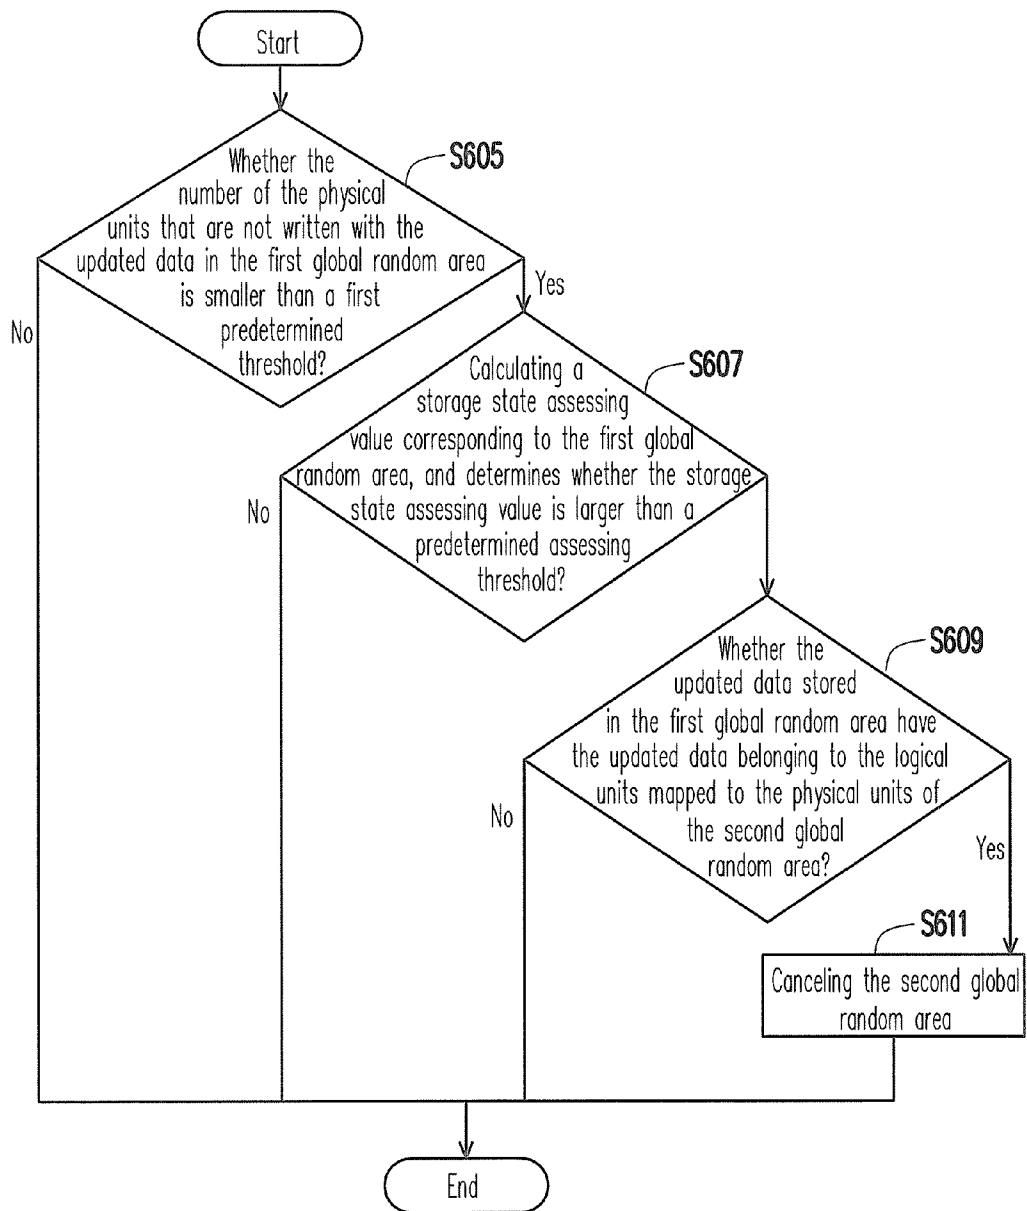 Start
Whether the
number of the physical
units that are not written with the
updated data in the first global random area
is smaller than a first
predetermined
threshold?
S605
No
Yes
Calculating a
storage state assessing
value corresponding to the first global
random area, and determines whether the storage
state assessing value is larger than a
predetermined assessing
threshold?
S607
No
Whether the
updated data stored
in the first global random area have
the updated data belonging to the logical
units mapped to the physical units of
the second global
random area?
S609
No
Yes
S611
Canceling the second global
random area
End